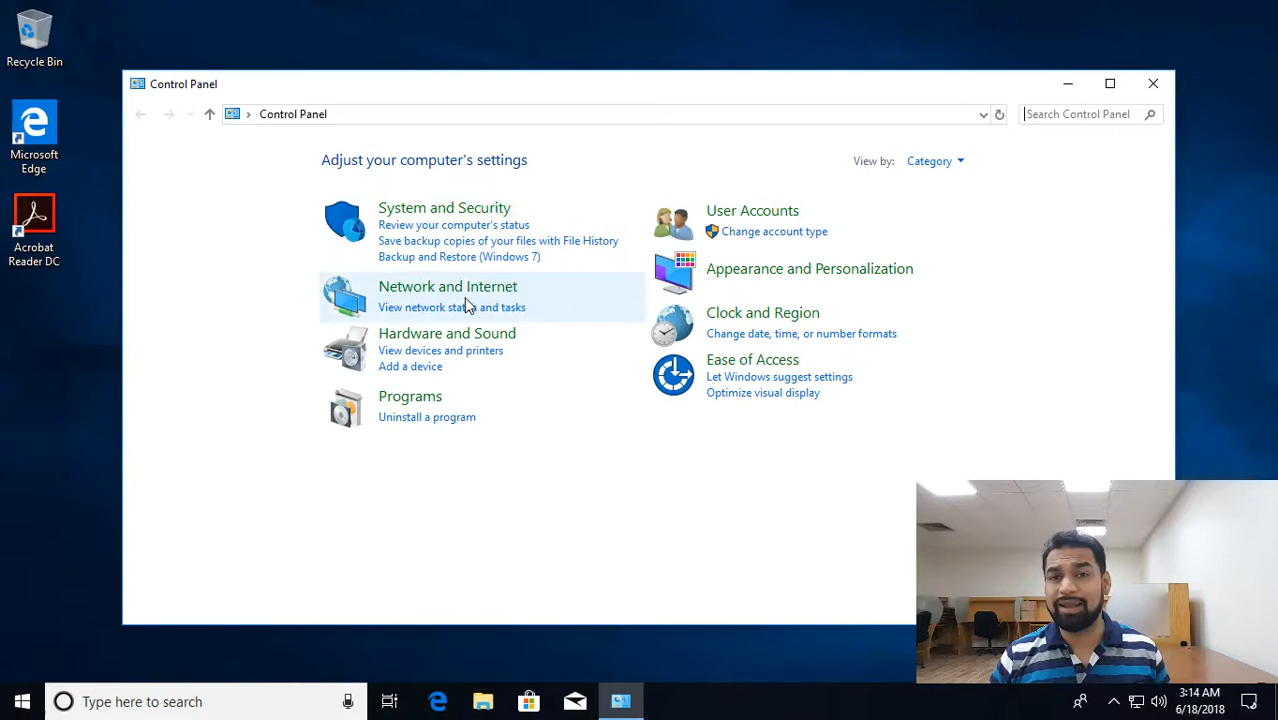 Recycle Bin
Microsoft
Edge
Acrobat
Reader DC
Control Panel
Control Panel
Search Control Panel
Adjust your computer's settings
View by:
Category
System and Security
Review your computer's status
Save backup copies of your files with File History
Backup and Restore (Windows 7)
Network and Internet
View network status and tasks
Hardware and Sound
View devices and printers
Add a device
Programs
Uninstall a program
User Accounts
Change account type
Appearance and Personalization
Clock and Region
Change date, time, or number formats
Ease of Access
Let Windows suggest settings
Optimize visual display
Type here to search
3:14 AM
6/18/2018